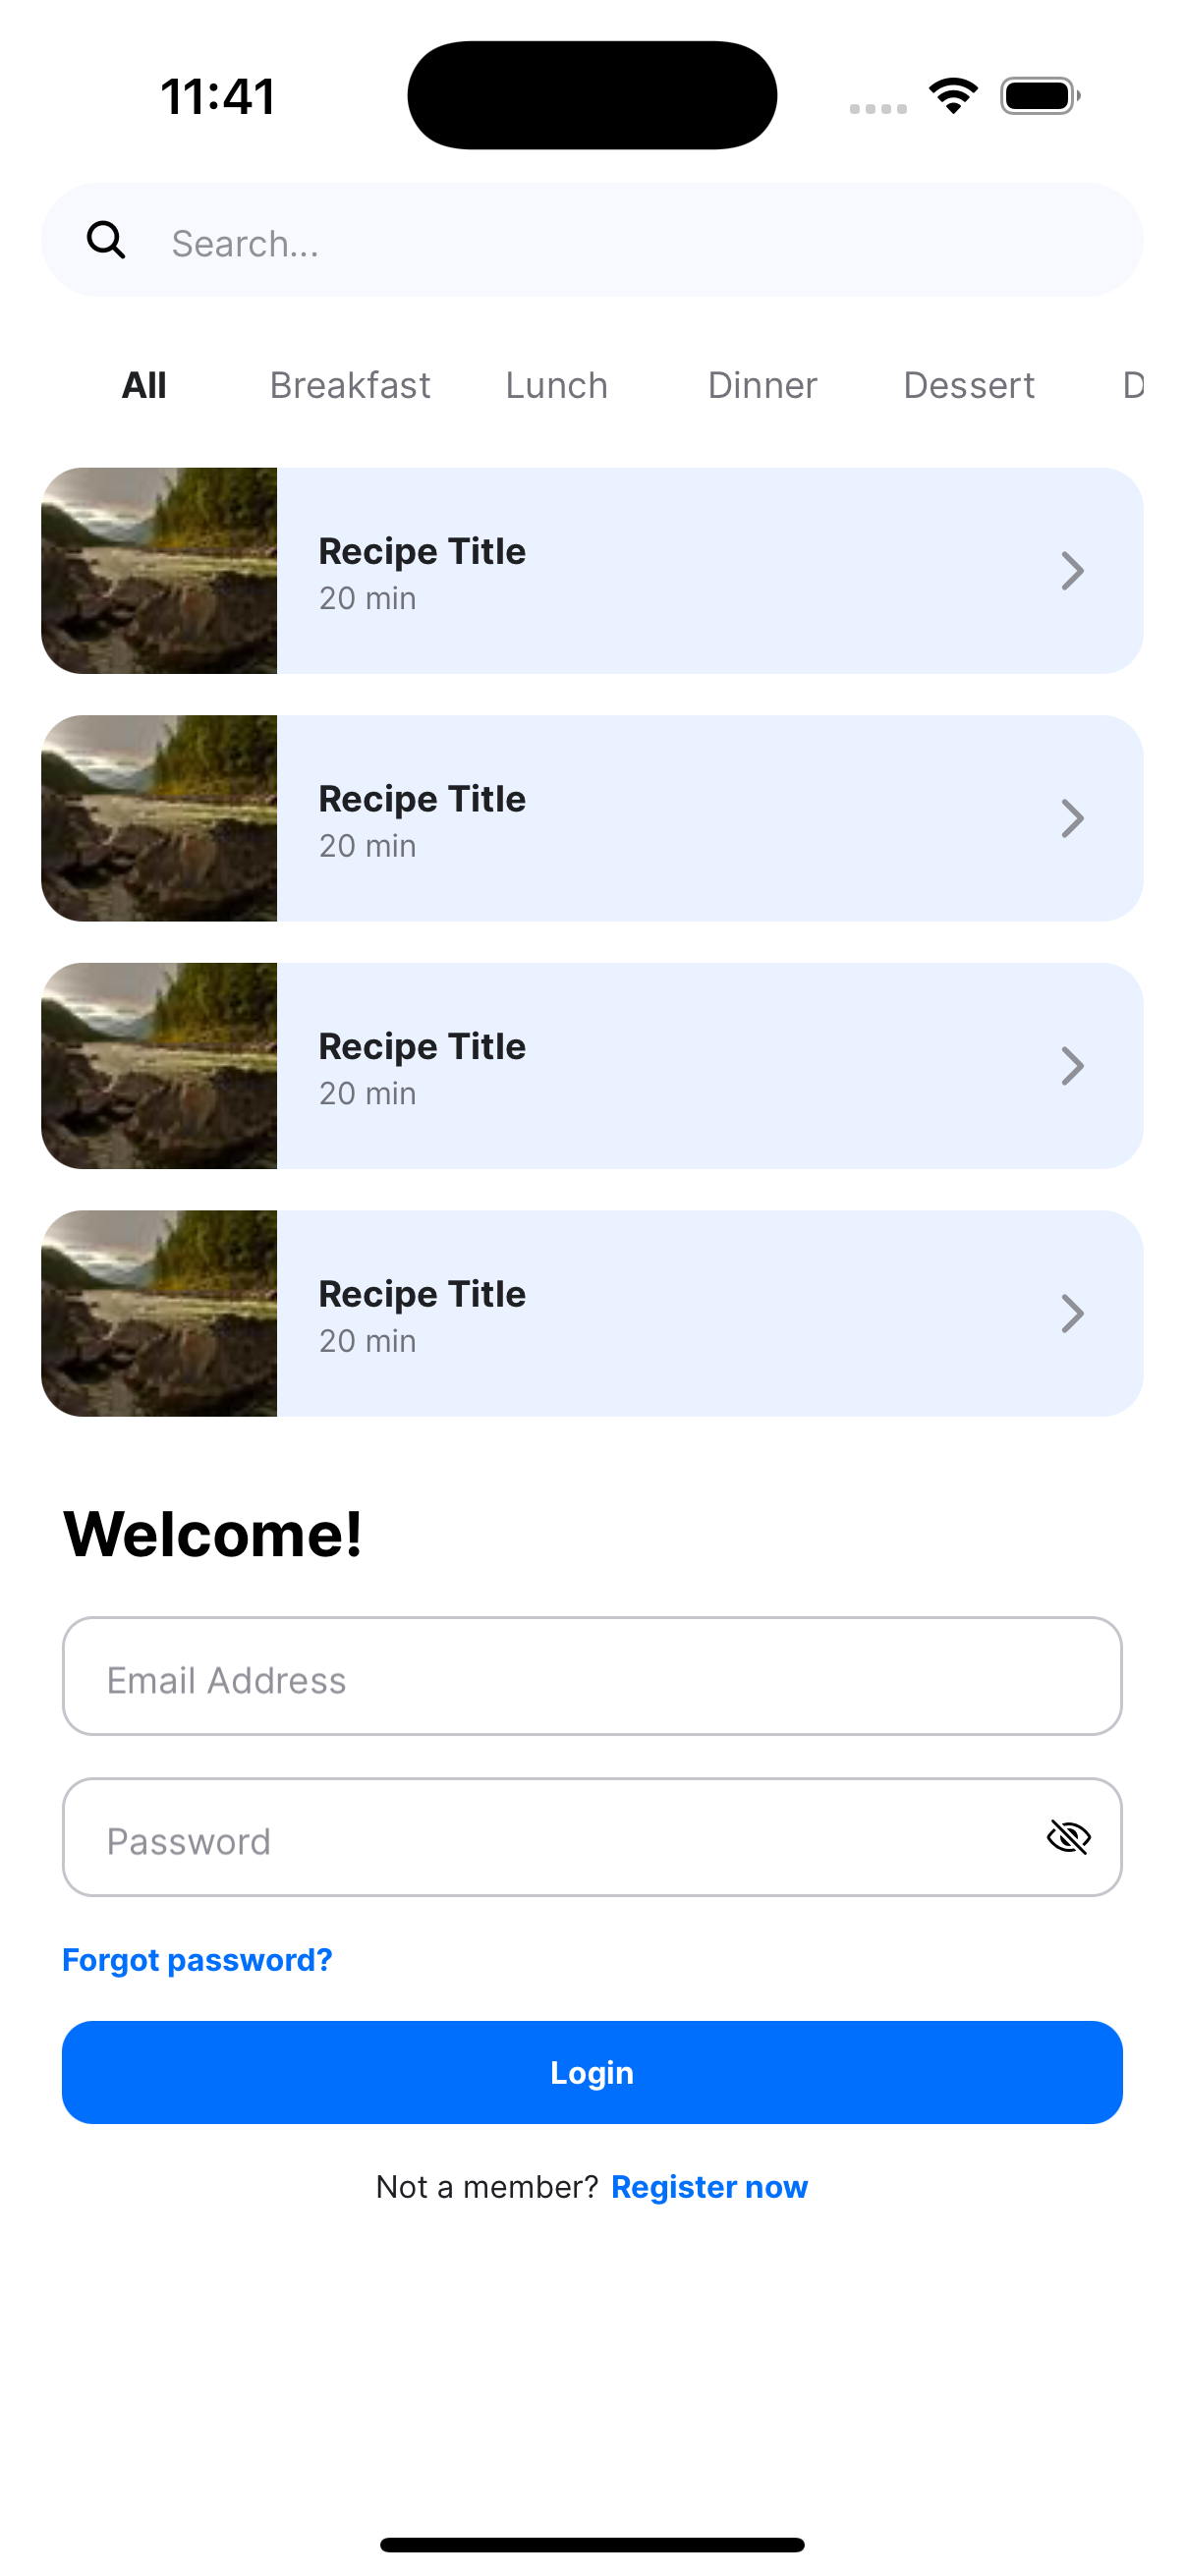 11:41
Search...
All Breakfast Lunch Dinner Dessert D
Recipe Title
20 min
Recipe Title
20 min
Recipe Title
20 min
Recipe Title
20 min
Welcome!
Email Address
Password
Forgot password?
Login
Not a member? Register now